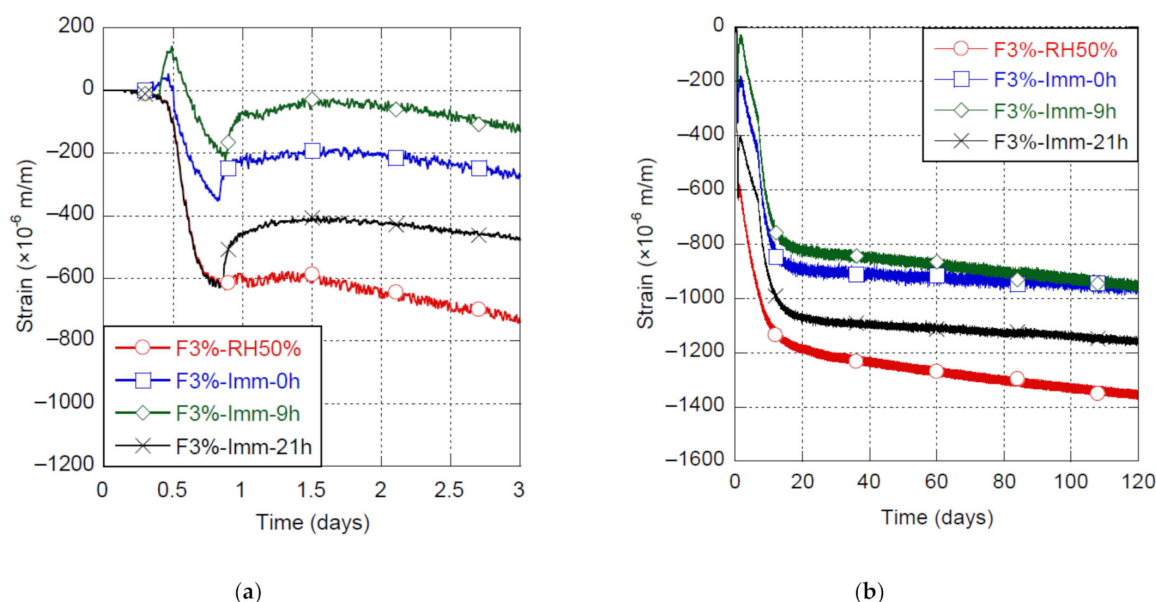 200
0
–200
–400
–600
–800
–1000
–1200
Strain (×10⁻⁶ m/m)
F3%-RH50%
F3%-Imm-0h
F3%-Imm-9h
F3%-Imm-21h
0 0.5 1 1.5 2 2.5 3
Time (days)
(a)
0
–200
–400
–600
–800
–1000
–1200
–1400
–1600
Strain (×10⁻⁶ m/m)
F3%-RH50%
F3%-Imm-0h
F3%-Imm-9h
F3%-Imm-21h
0 20 40 60 80 100 120
Time (days)
(b)